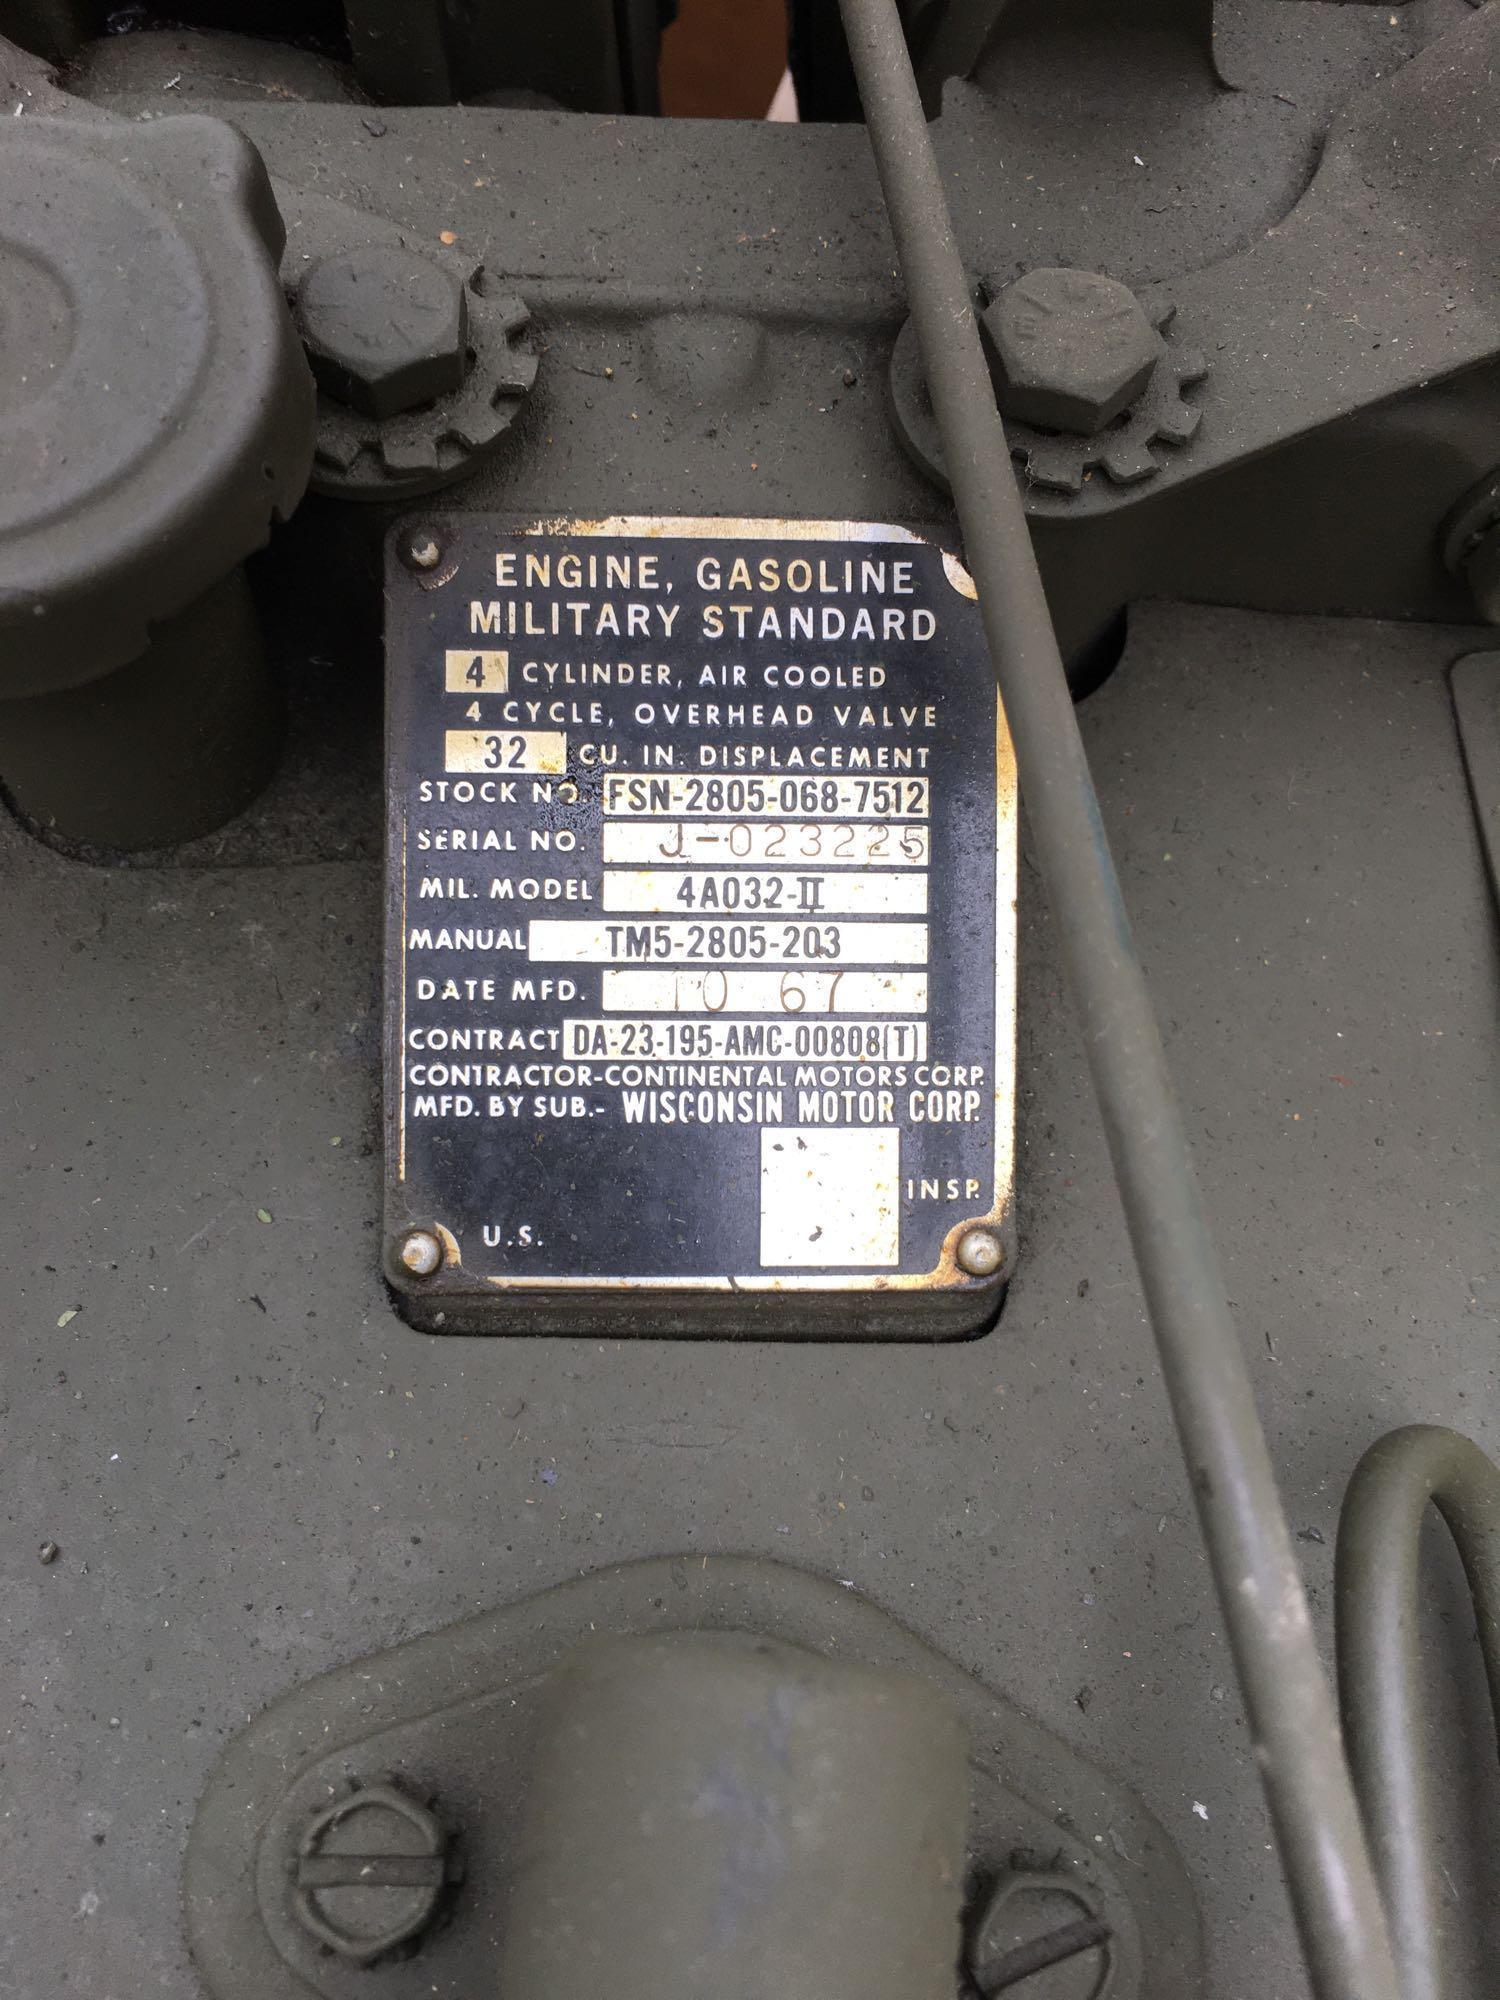 ENGINE, GASOLINE
MILITARY STANDARD
4 CYLINDER, AIR COOLED
4 CYCLE, OVERHEAD VALVE
32 CU. IN. DISPLACEMENT
STOCK NO. FSN-2805-068-7512
SERIAL NO. J-023225
MIL. MODEL 4A032-II
MANUAL TM5-2805-203
DATE MFD. 10 67
CONTRACT DA-23-195-AMC-00808(T)
CONTRACTOR-CONTINENTAL MOTORS CORP.
MFD. BY SUB.- WISCONSIN MOTOR CORP.
INSP.
U.S.